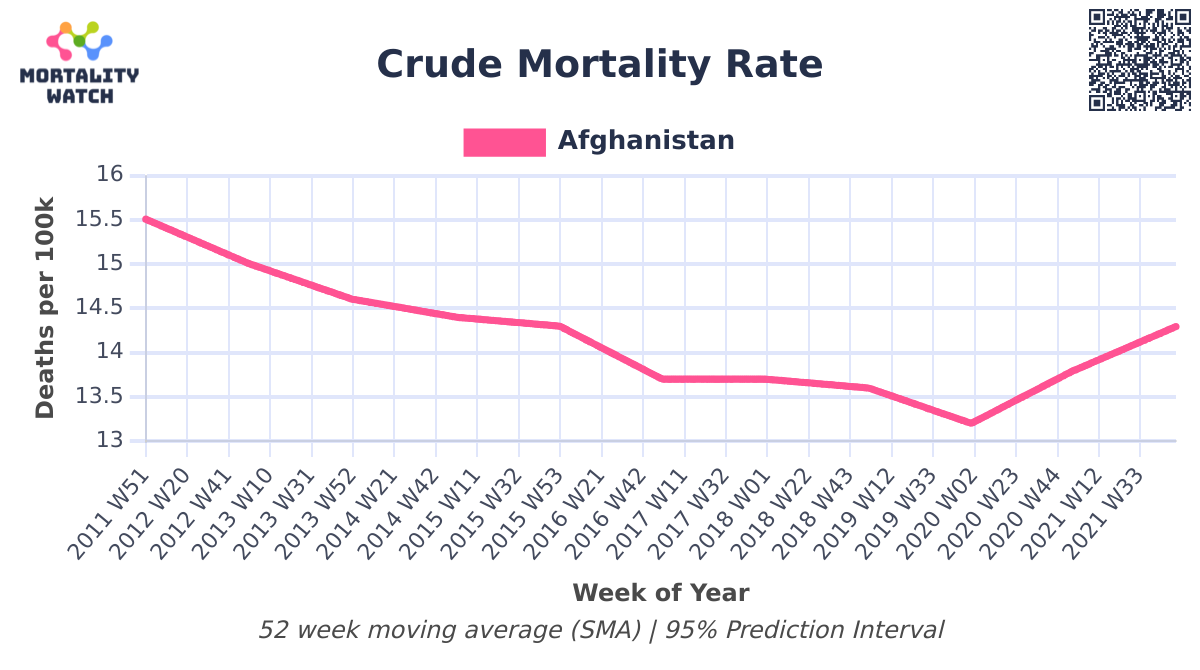 MORTALITY
WATCH
Crude Mortality Rate
Afghanistan
Deaths per 100k
16
15.5
15
14.5
14
13.5
13
2011 W51
2012 W20
2012 W41
2013 W10
2013 W31
2013 W52
2014 W21
2014 W42
2015 W11
2015 W32
2015 W53
2016 W21
2016 W42
2017 W11
2017 W32
2018 W01
2018 W22
2018 W43
2019 W12
2019 W33
2020 W02
2020 W23
2020 W44
2021 W12
2021 W33
Week of Year
52 week moving average (SMA) | 95% Prediction Interval